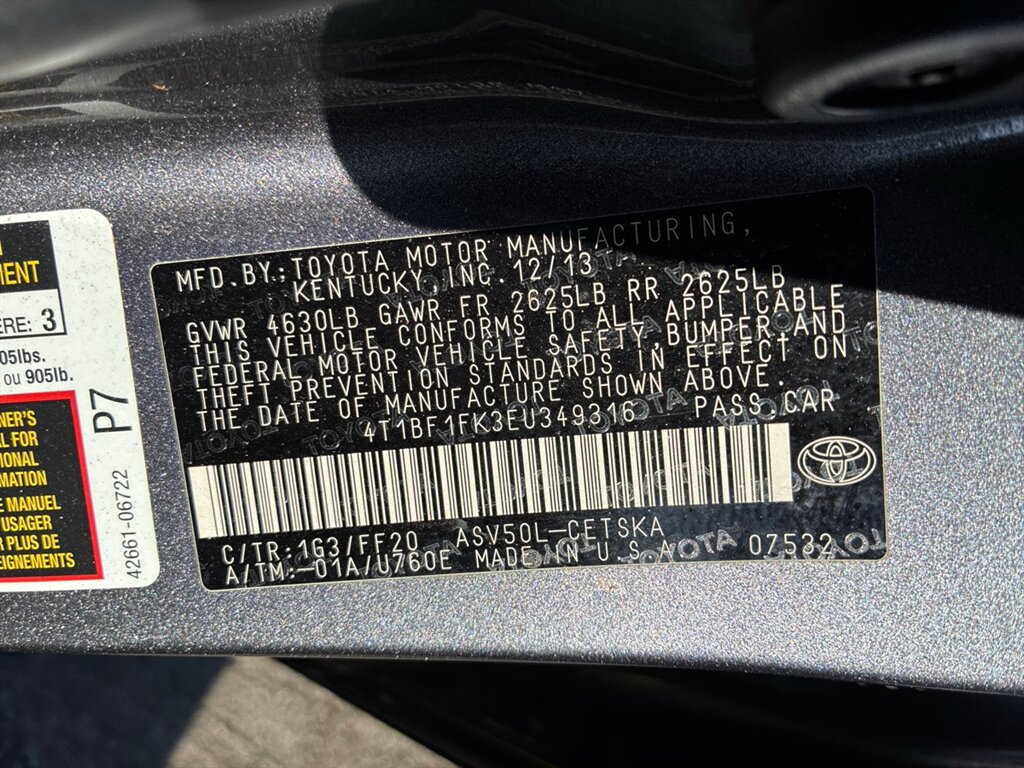 MENT
ERE: 3
05lbs.
ou 905lb.
NER'S
L FOR
IONAL
MATION
E MANUEL
USAGER
R PLUS DE
EIGNEMENTS
P7
42661-06722
MFD.BY:TOYOTA MOTOR MANUFACTURING,
KENTUCKY, INC. 12/13
GVWR 4630LB GAWR FR 2625LB RR 2625LB
THIS VEHICLE CONFORMS TO ALL APPLICABLE
FEDERAL MOTOR VEHICLE SAFETY,BUMPER,AND
THEFT PREVENTION STANDARDS IN EFFECT ON
THE DATE OF MANUFACTURE SHOWN ABOVE.
4T1BF1FK3EU349316 PASS.CAR
C/TR:1G3/FF20 ASV50L-CETSKA
A/TM:-01A/U760E MADE IN U.S.A 07532